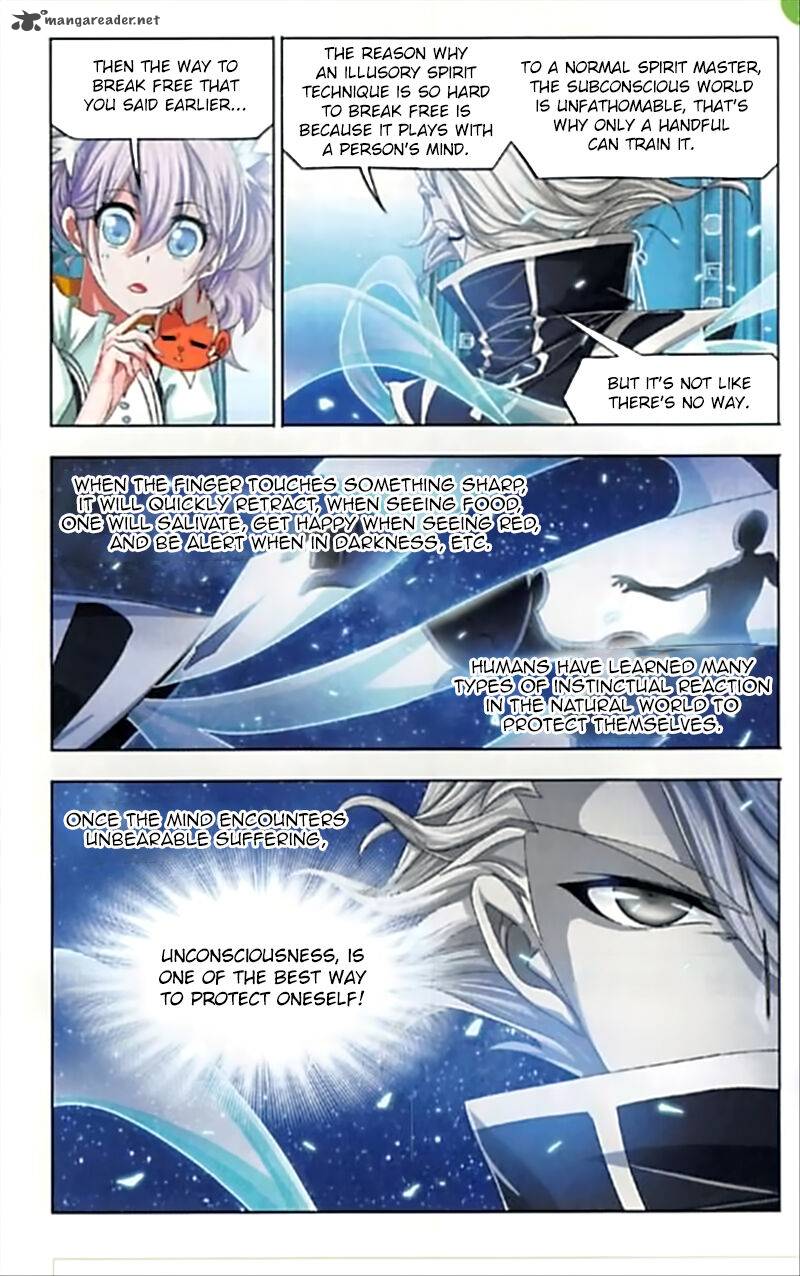 mangareader.net
THEN THE WAY TO
BREAK FREE THAT
YOU SAID EARLIER...
THE REASON WHY
AN ILLUSORY SPIRIT
TECHNIQUE IS SO HARD
TO BREAK FREE IS
BECAUSE IT PLAYS WITH
A PERSON'S MIND.
TO A NORMAL SPIRIT MASTER,
THE SUBCONSCIOUS WORLD
IS UNFATHOMABLE, THAT'S
WHY ONLY A HANDFUL
CAN TRAIN IT.
BUT IT'S NOT LIKE
THERE'S NO WAY.
WHEN THE FINGER TOUCHES SOMETHING SHARP,
IT WILL QUICKLY RETRACT, WHEN SEEING FOOD,
ONE WILL SALIVATE, GET HAPPY WHEN SEEING RED,
AND BE ALERT WHEN IN DARKNESS, ETC.
HUMANS HAVE LEARNED MANY
TYPES OF INSTINCTUAL REACTION
IN THE NATURAL WORLD TO
PROTECT THEMSELVES.
ONCE THE MIND ENCOUNTERS
UNBEARABLE SUFFERING,
UNCONSCIOUSNESS, IS
ONE OF THE BEST WAY
TO PROTECT ONESELF!